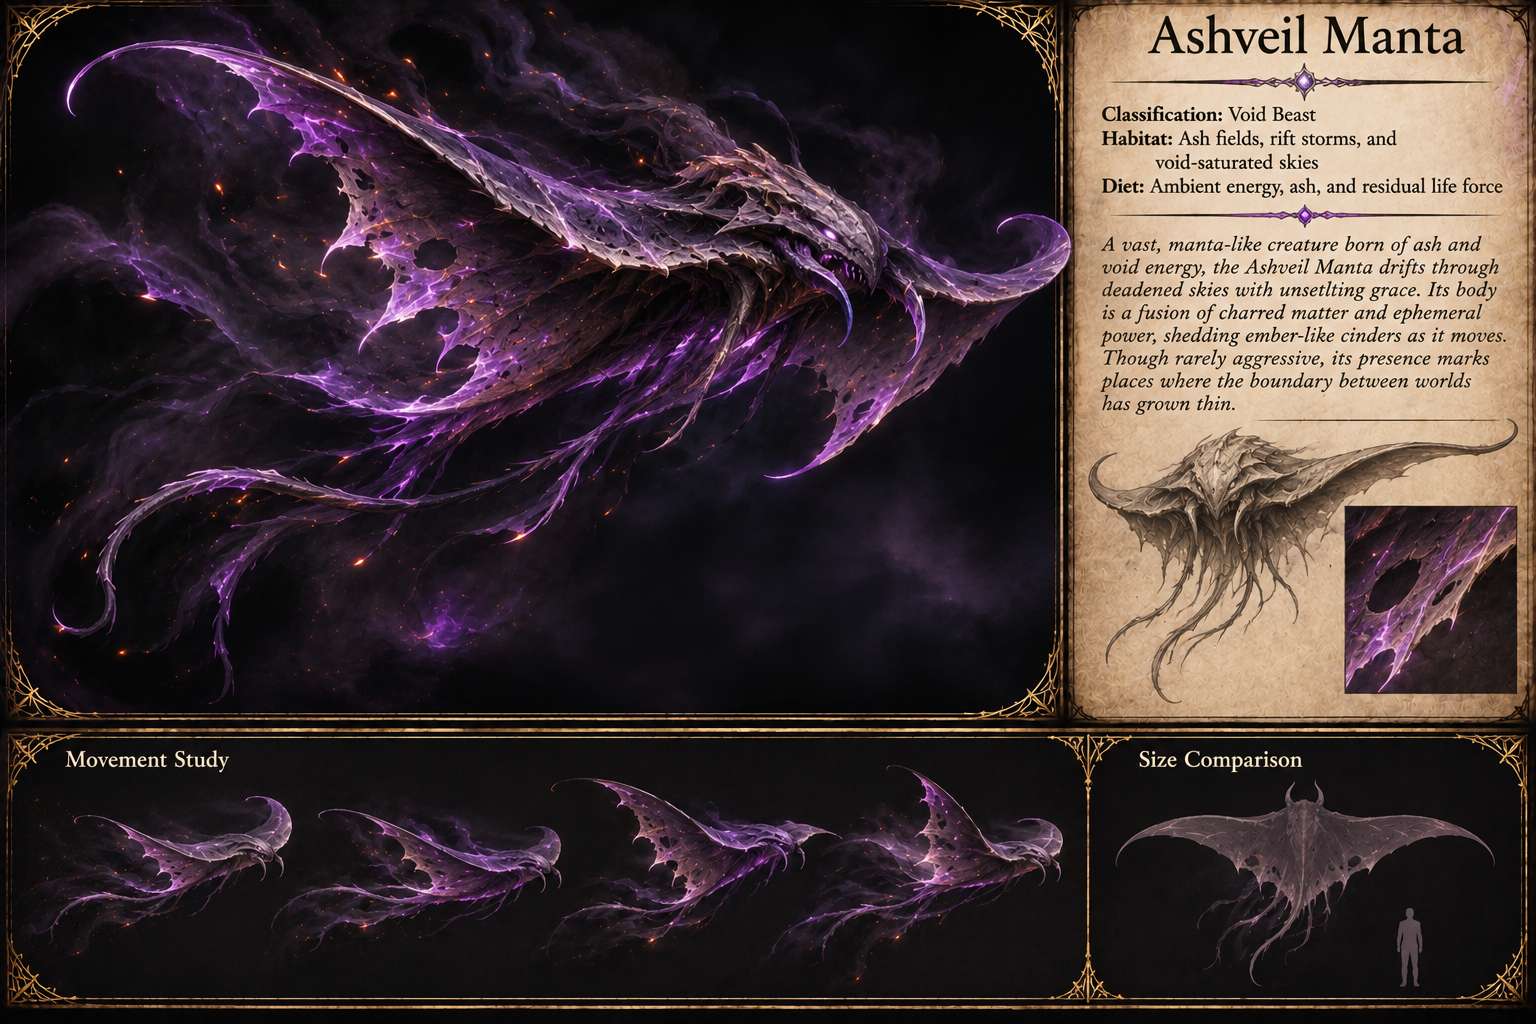 Ashveil Manta
Classification: Void Beast
Habitat: Ash fields, rift storms, and
void-saturated skies
Diet: Ambient energy, ash, and residual life force
A vast, manta-like creature born of ash and
void energy, the Ashveil Manta drifts through
deadened skies with unsetlting grace. Its body
is a fusion of charred matter and ephemeral
power, shedding ember-like cinders as it moves.
Though rarely aggressive, its presence marks
places where the boundary between worlds
has grown thin.
Movement Study
Size Comparison